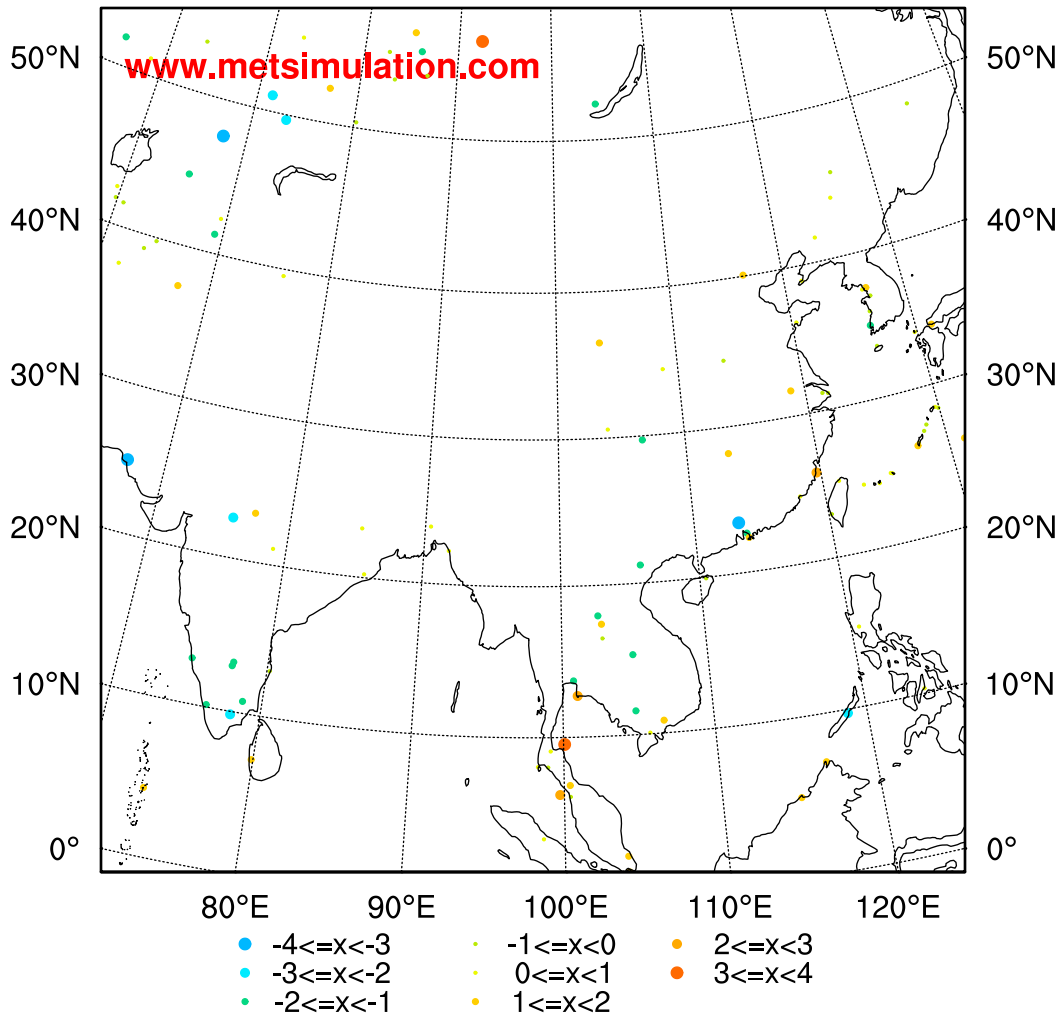 www.metsimulation.com
50°N 50°N
40°N 40°N
30°N 30°N
20°N 20°N
10°N 10°N
0° 0°
80°E 90°E 100°E 110°E 120°E
-4<=x<-3 -1<=x<0 2<=x<3
-3<=x<-2 0<=x<1 3<=x<4
-2<=x<-1 1<=x<2